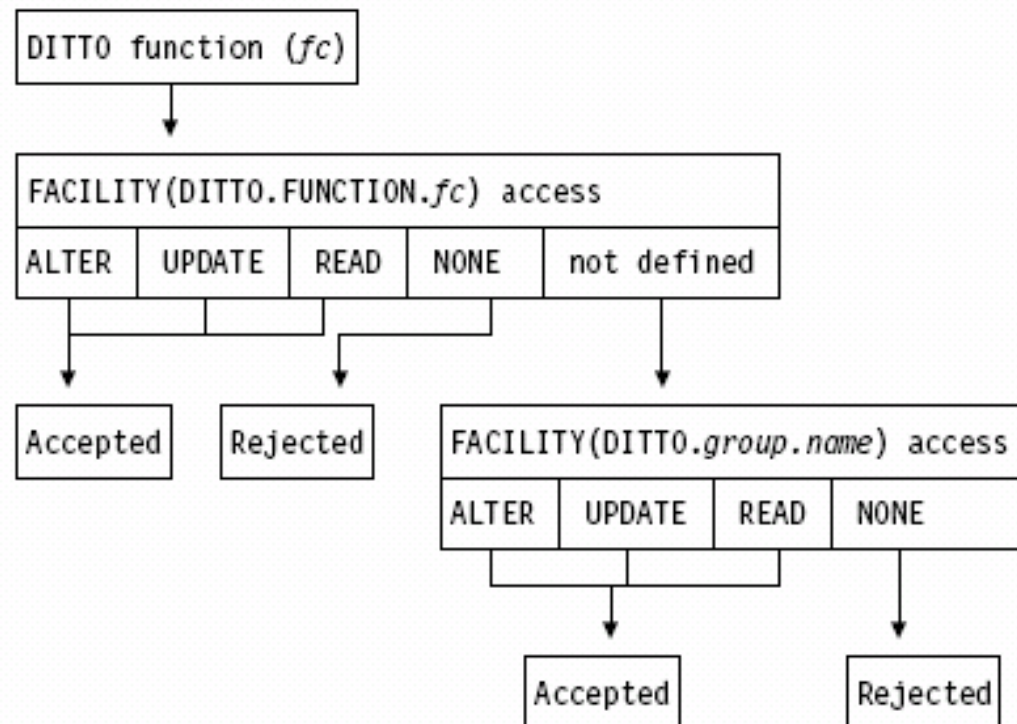 DITTO function (fc)
FACILITY(DITTO.FUNCTION.fc) access
ALTER UPDATE READ NONE not defined
Accepted Rejected
FACILITY(DITTO.group.name) access
ALTER UPDATE READ NONE
Accepted Rejected